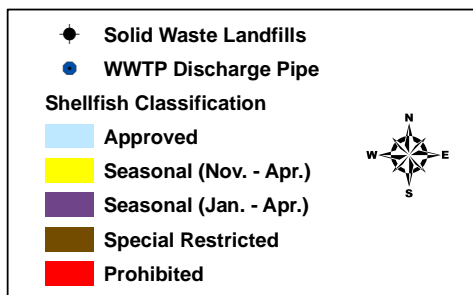 Solid Waste Landfills
WWTP Discharge Pipe
Shellfish Classification
Approved
Seasonal (Nov. - Apr.)
Seasonal (Jan. - Apr.)
Special Restricted
Prohibited
N
W E
S